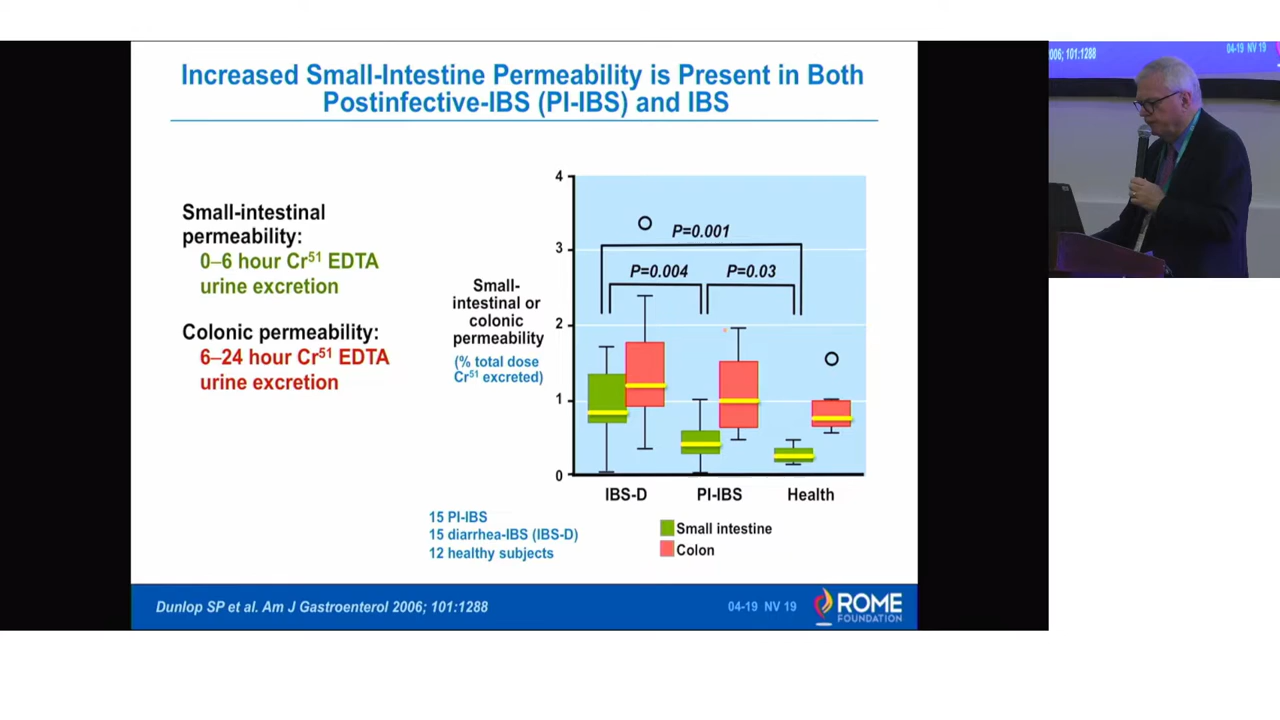 Increased Small-Intestine Permeability is Present in Both
Postinfective-IBS (PI-IBS) and IBS
Small-intestinal
permeability:
0–6 hour Cr⁵¹ EDTA
urine excretion
Colonic permeability:
6–24 hour Cr⁵¹ EDTA
urine excretion
Small-
intestinal or
colonic
permeability
(% total dose
Cr⁵¹ excreted)
4
3
2
1
0
P=0.001
P=0.004
P=0.03
IBS-D
PI-IBS
Health
15 PI-IBS
15 diarrhea-IBS (IBS-D)
12 healthy subjects
Small intestine
Colon
Dunlop SP et al. Am J Gastroenterol 2006; 101:1288
04-19 NV 19
ROME
FOUNDATION
006; 101:1288
04-19 NV 19